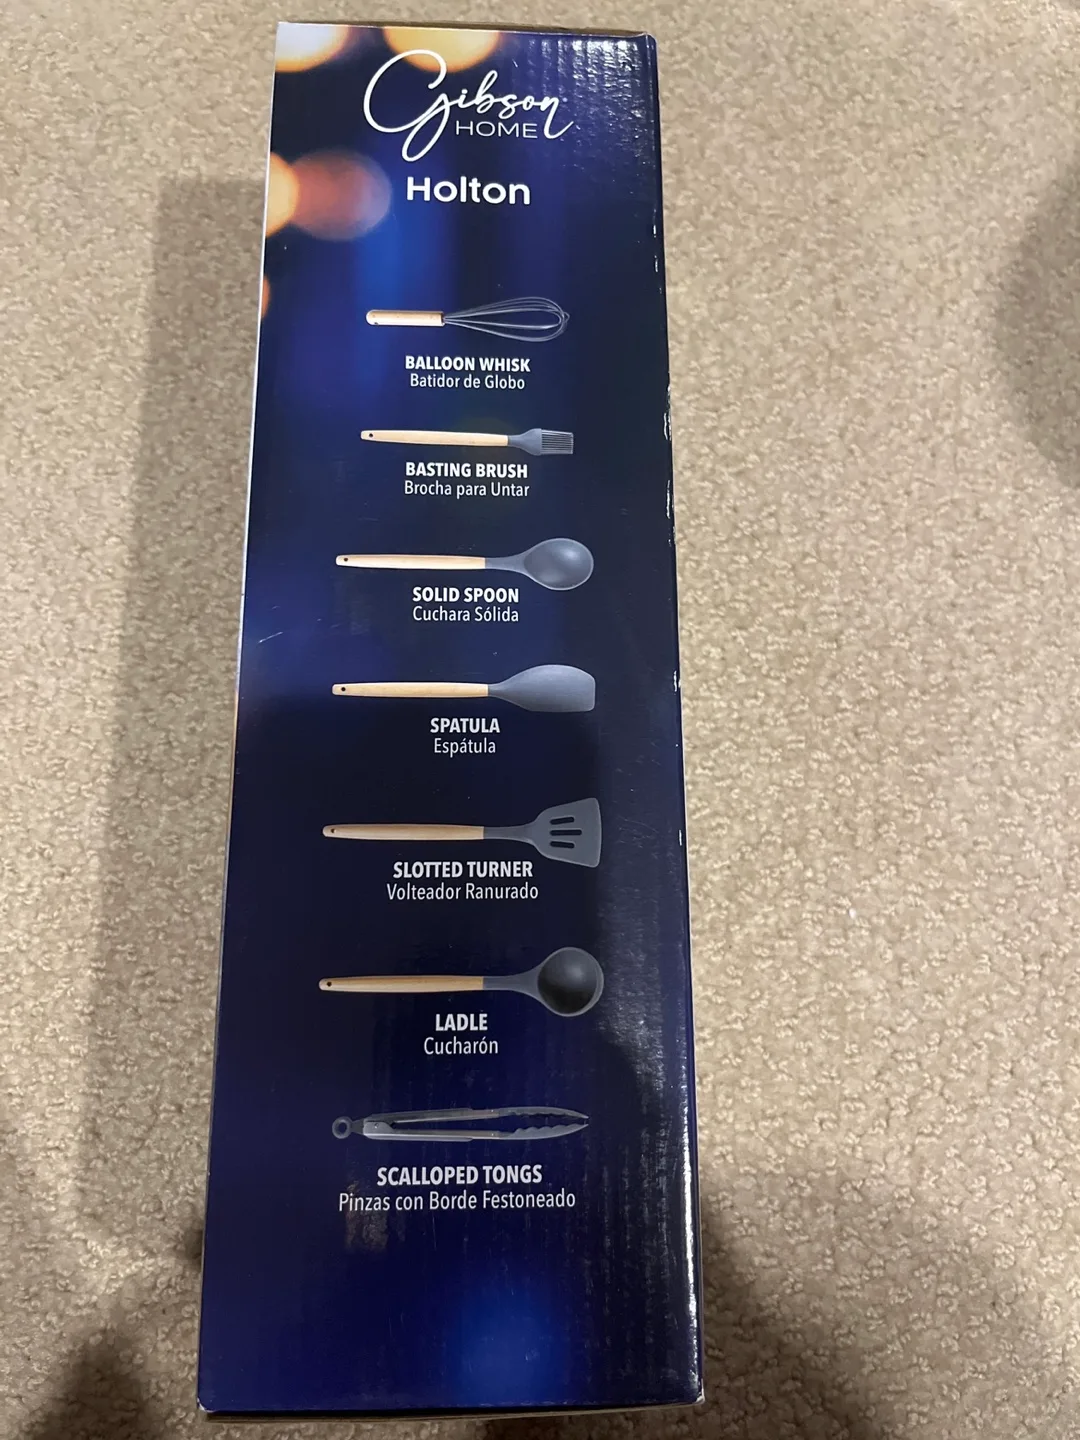 Gibson
HOME
Holton
BALLOON WHISK
Batidor de Globo
BASTING BRUSH
Brocha para Untar
SOLID SPOON
Cuchara Sólida
SPATULA
Espátula
SLOTTED TURNER
Volteador Ranurado
LADLE
Cucharón
SCALLOPED TONGS
Pinzas con Borde Festoneado